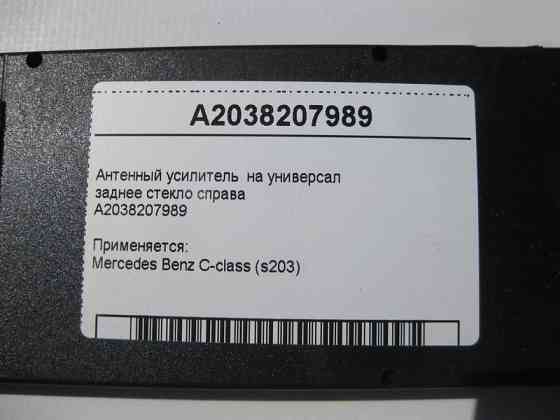 A2038207989
Антенный усилитель на универсал
заднее стекло справа
A2038207989
Применяется:
Mercedes Benz C-class (s203)